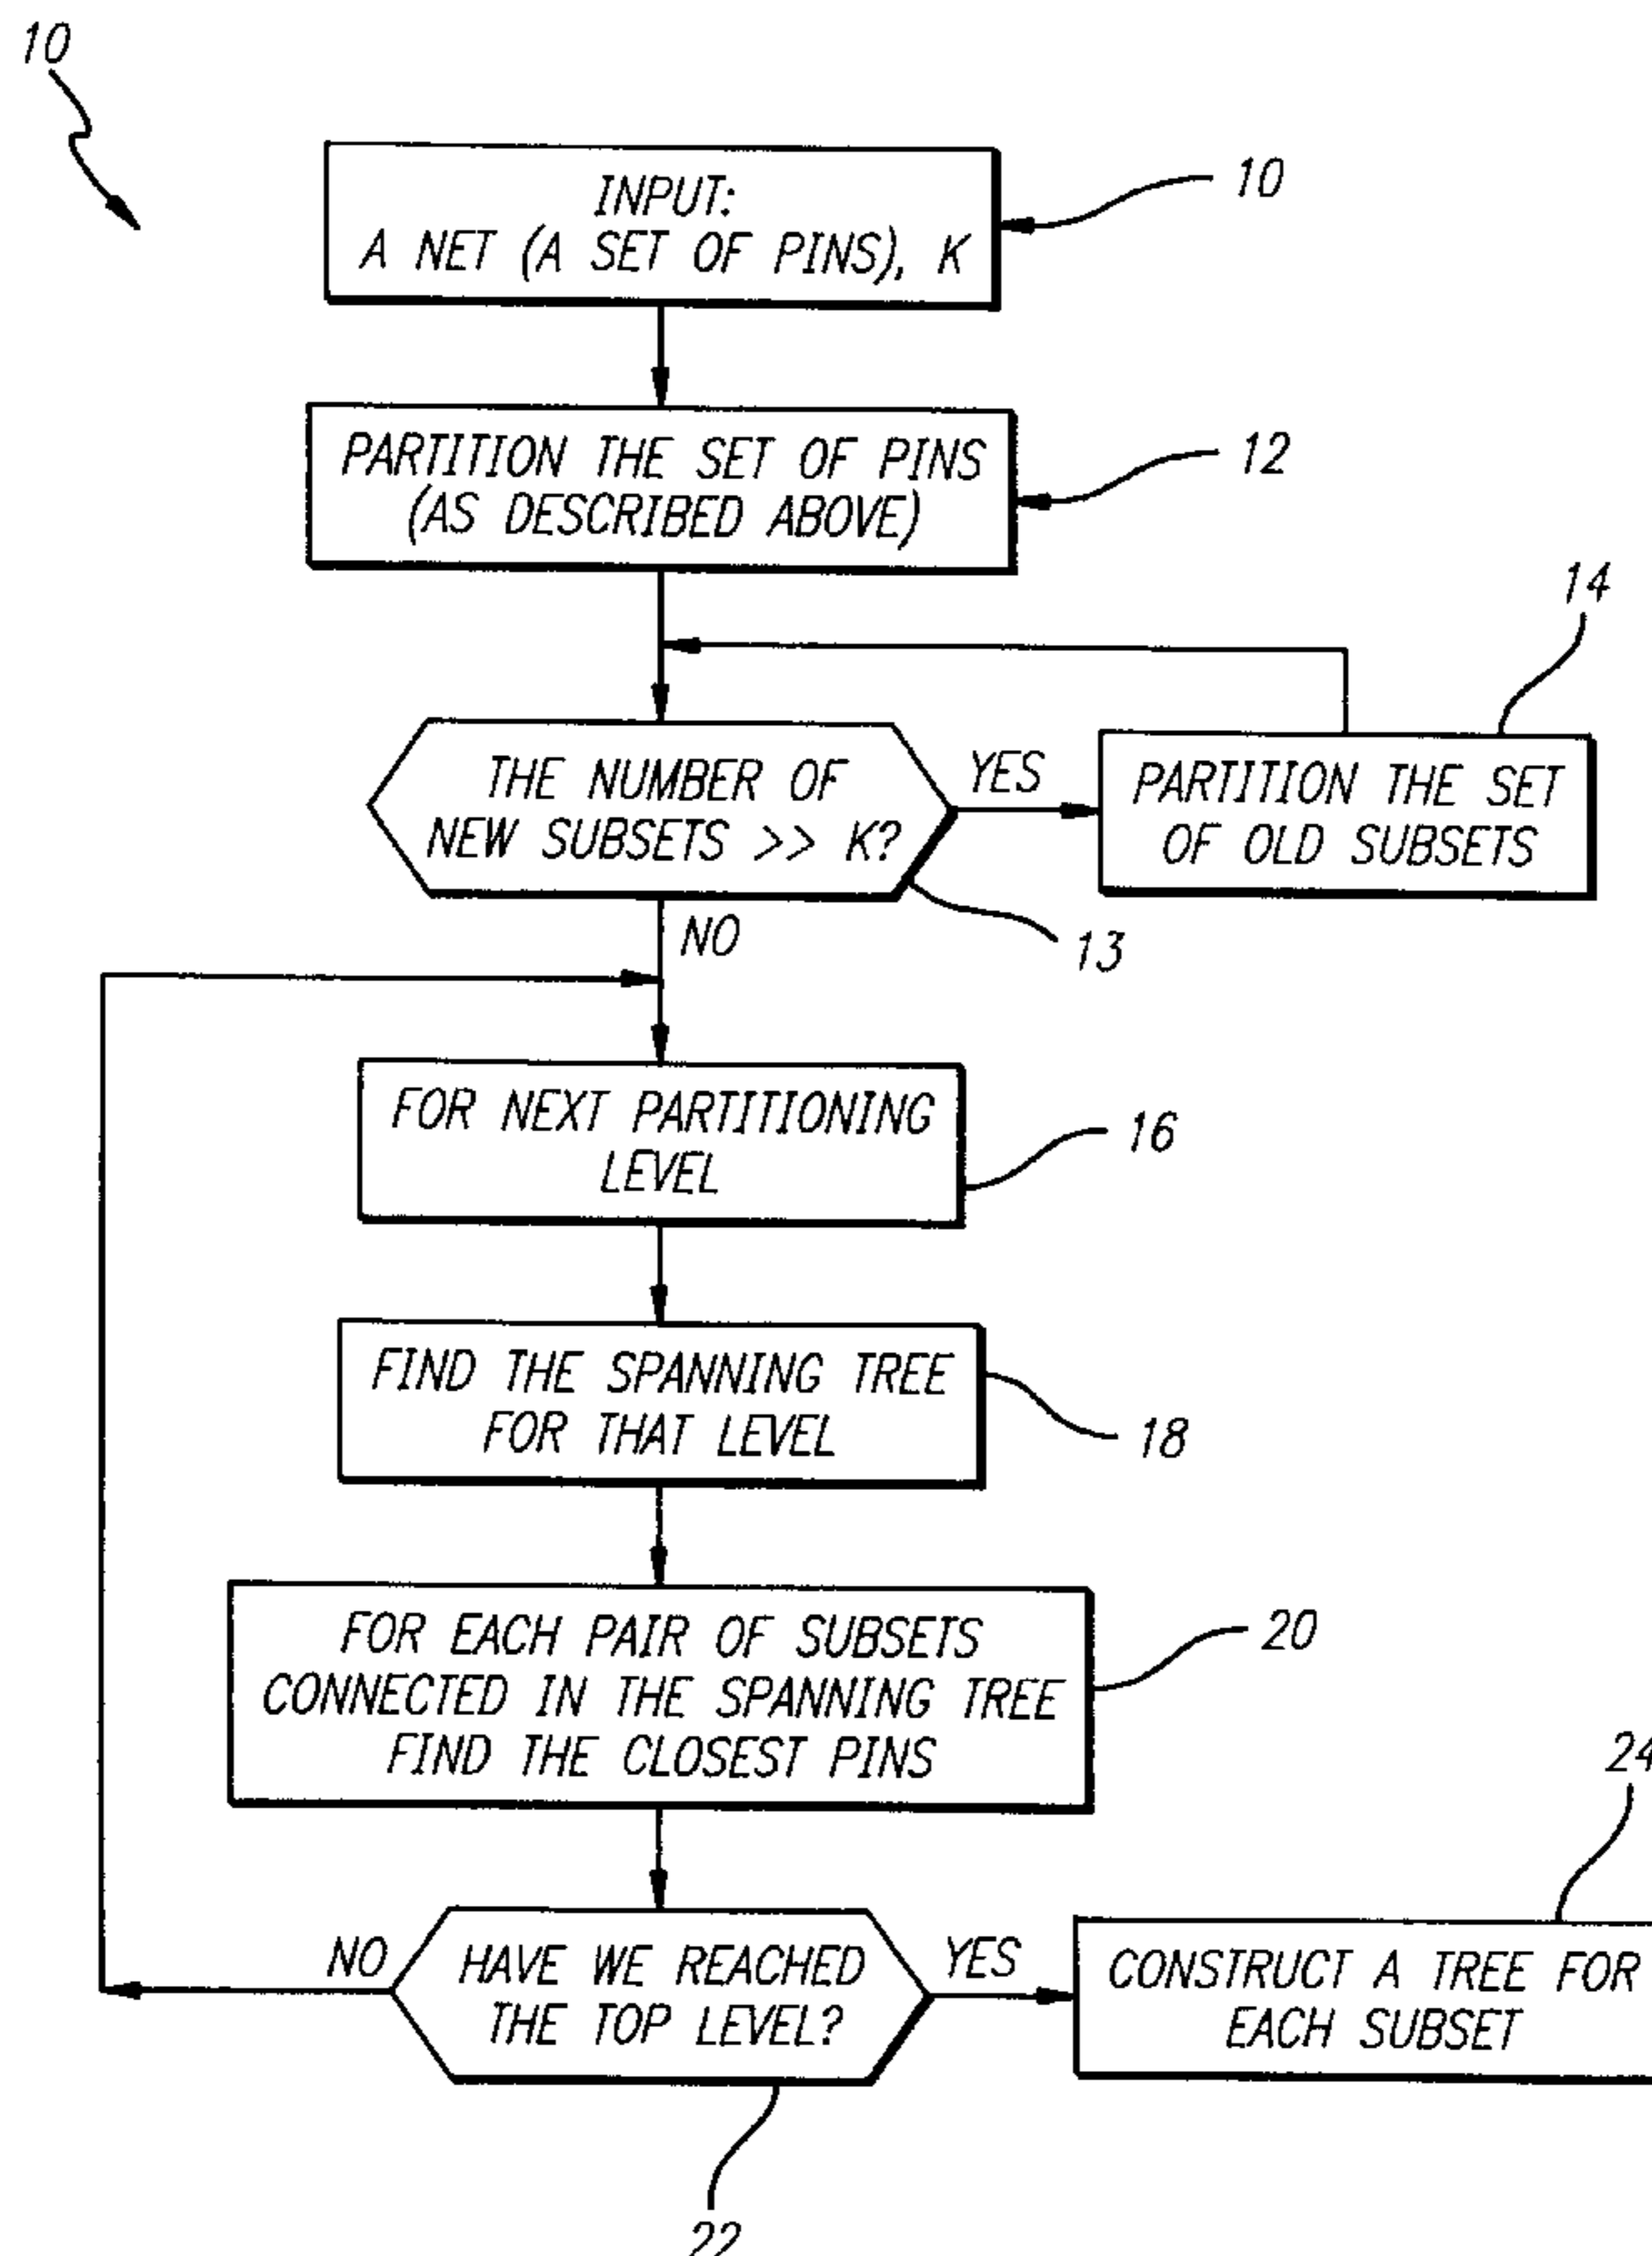 10
INPUT:
A NET (A SET OF PINS), K
10
PARTITION THE SET OF PINS
(AS DESCRIBED ABOVE)
12
14
THE NUMBER OF
NEW SUBSETS >> K?
YES
PARTITION THE SET
OF OLD SUBSETS
13
NO
FOR NEXT PARTITIONING
LEVEL
16
FIND THE SPANNING TREE
FOR THAT LEVEL
18
FOR EACH PAIR OF SUBSETS
CONNECTED IN THE SPANNING TREE
FIND THE CLOSEST PINS
20
24
NO
HAVE WE REACHED
THE TOP LEVEL?
YES
CONSTRUCT A TREE FOR
EACH SUBSET
22